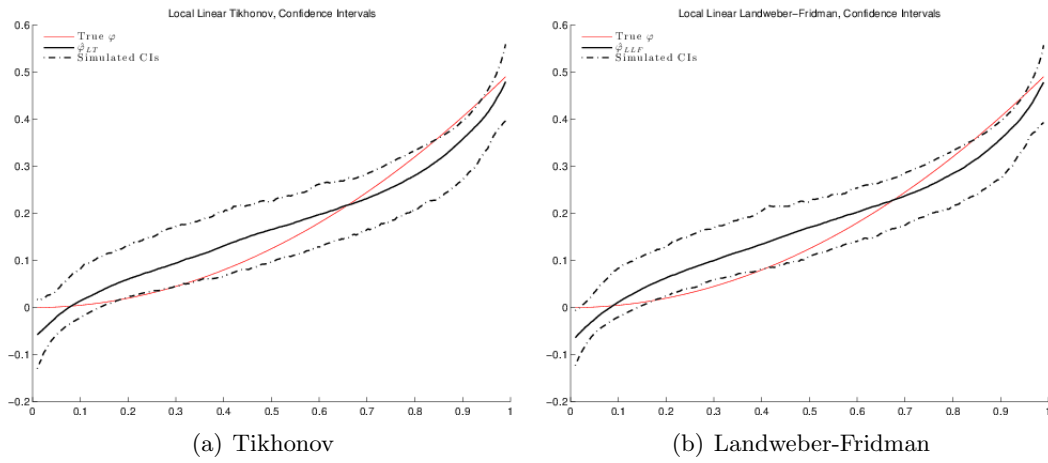 Local Linear Tikhonov, Confidence Intervals
True φ
φ̂_LT
Simulated CIs
0.6
0.5
0.4
0.3
0.2
0.1
0
−0.1
−0.2
0 0.1 0.2 0.3 0.4 0.5 0.6 0.7 0.8 0.9 1
(a) Tikhonov
Local Linear Landweber−Fridman, Confidence Intervals
True φ
φ̂_LLF
Simulated CIs
0.6
0.5
0.4
0.3
0.2
0.1
0
−0.1
−0.2
0 0.1 0.2 0.3 0.4 0.5 0.6 0.7 0.8 0.9 1
(b) Landweber-Fridman